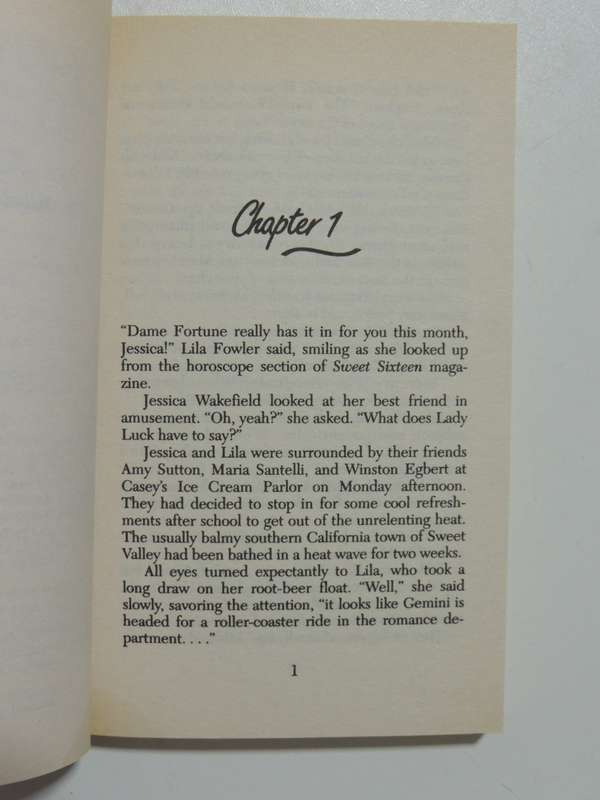 Chapter 1
“Dame Fortune really has it in for you this month,
Jessica!” Lila Fowler said, smiling as she looked up
from the horoscope section of Sweet Sixteen maga-
zine.
Jessica Wakefield looked at her best friend in
amusement. “Oh, yeah?” she asked. “What does Lady
Luck have to say?”
Jessica and Lila were surrounded by their friends
Amy Sutton, Maria Santelli, and Winston Egbert at
Casey’s Ice Cream Parlor on Monday afternoon.
They had decided to stop in for some cool refresh-
ments after school to get out of the unrelenting heat.
The usually balmy southern California town of Sweet
Valley had been bathed in a heat wave for two weeks.
All eyes turned expectantly to Lila, who took a
long draw on her root-beer float. “Well,” she said
slowly, savoring the attention, “it looks like Gemini is
headed for a roller-coaster ride in the romance de-
partment. . . .”
1